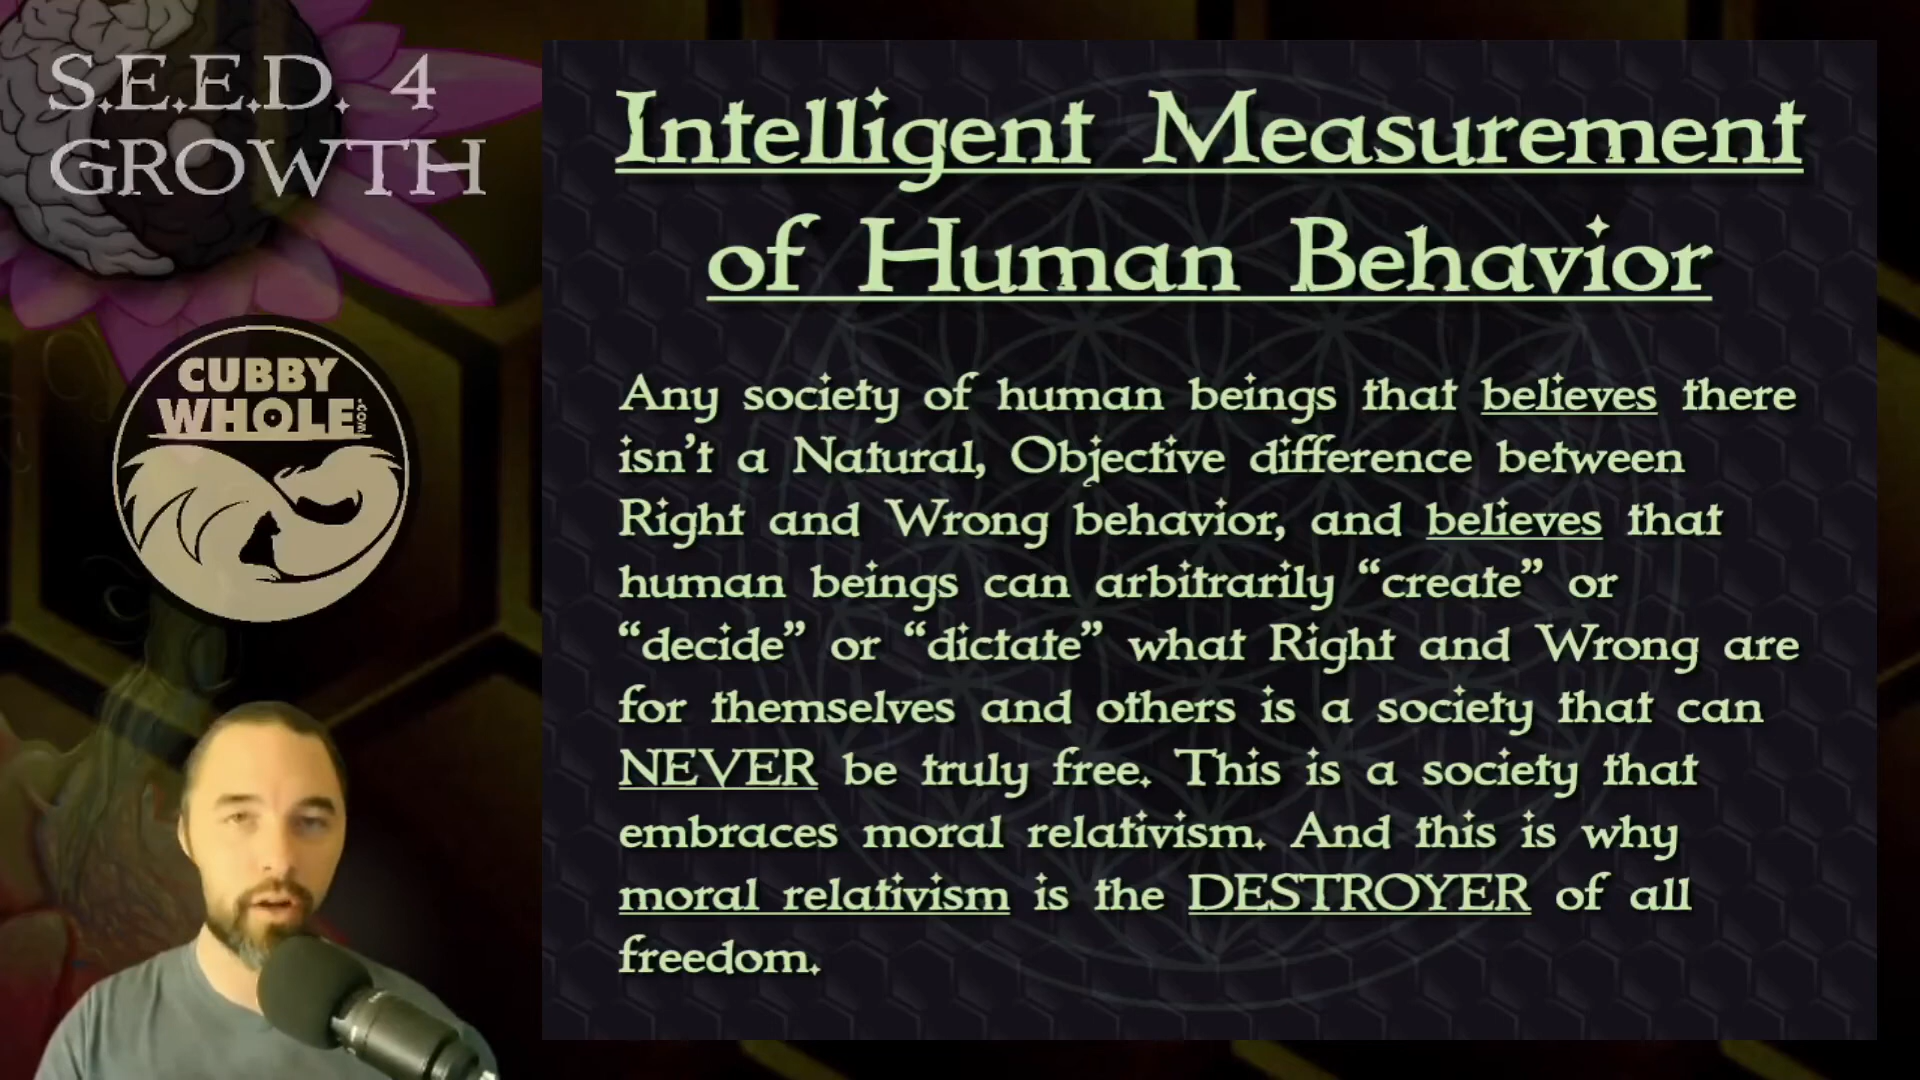 S.E.E.D. 4
GROWTH
CUBBY
WHOLE.COM
Intelligent Measurement
of Human Behavior
Any society of human beings that believes there
isn't a Natural, Objective difference between
Right and Wrong behavior, and believes that
human beings can arbitrarily “create” or
“decide” or “dictate” what Right and Wrong are
for themselves and others is a society that can
NEVER be truly free. This is a society that
embraces moral relativism. And this is why
moral relativism is the DESTROYER of all
freedom.